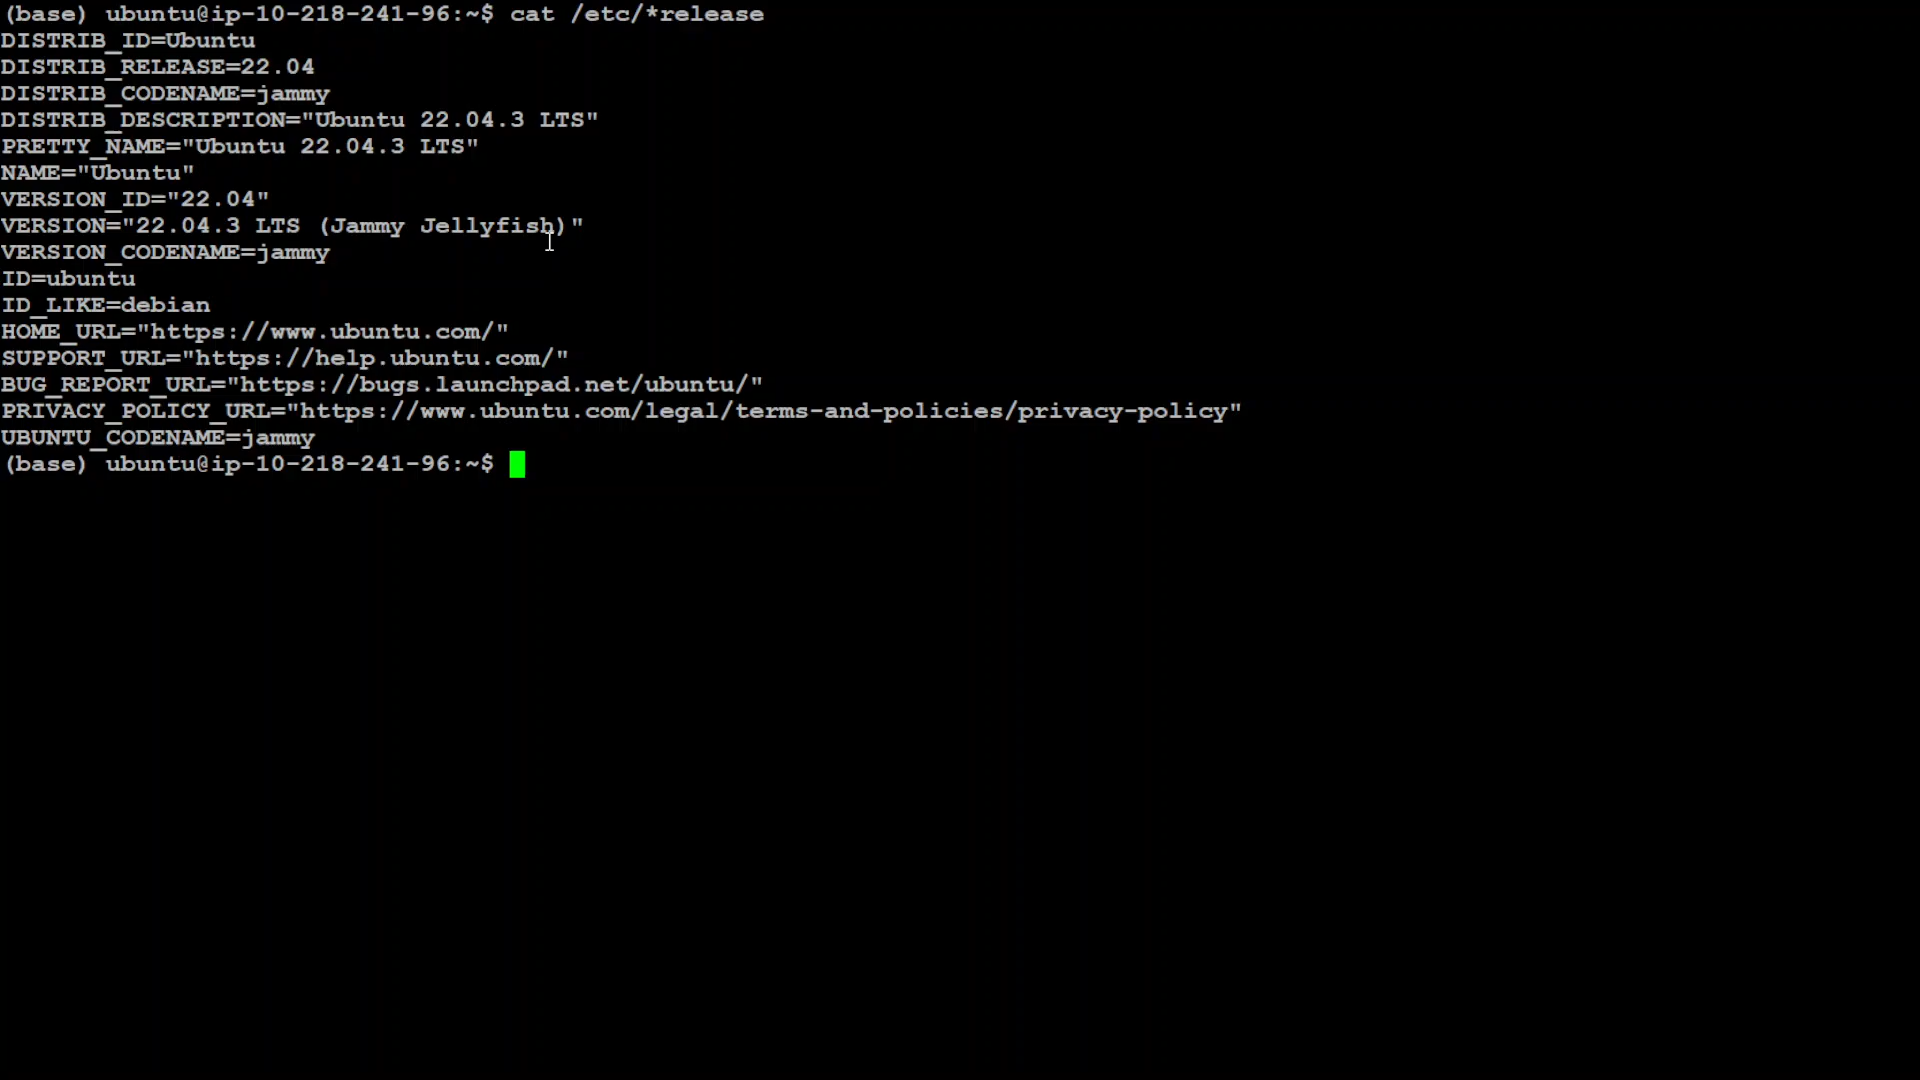 (base) ubuntu@ip-10-218-241-96:~$ cat /etc/*release
DISTRIB_ID=Ubuntu
DISTRIB_RELEASE=22.04
DISTRIB_CODENAME=jammy
DISTRIB_DESCRIPTION="Ubuntu 22.04.3 LTS"
PRETTY_NAME="Ubuntu 22.04.3 LTS"
NAME="Ubuntu"
VERSION_ID="22.04"
VERSION="22.04.3 LTS (Jammy Jellyfish)"
VERSION_CODENAME=jammy
ID=ubuntu
ID_LIKE=debian
HOME_URL="https://www.ubuntu.com/"
SUPPORT_URL="https://help.ubuntu.com/"
BUG_REPORT_URL="https://bugs.launchpad.net/ubuntu/"
PRIVACY_POLICY_URL="https://www.ubuntu.com/legal/terms-and-policies/privacy-policy"
UBUNTU_CODENAME=jammy
(base) ubuntu@ip-10-218-241-96:~$